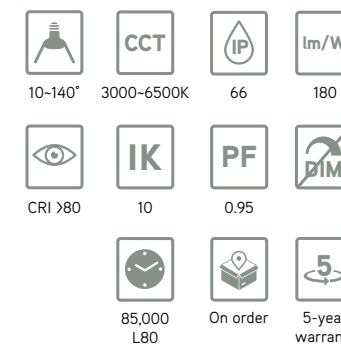 CCT
IP
lm/W
10~140°
3000~6500K
66
180
IK
PF
DIM
CRI >80
10
0.95
5
85,000
L80
On order
5-yea
warran